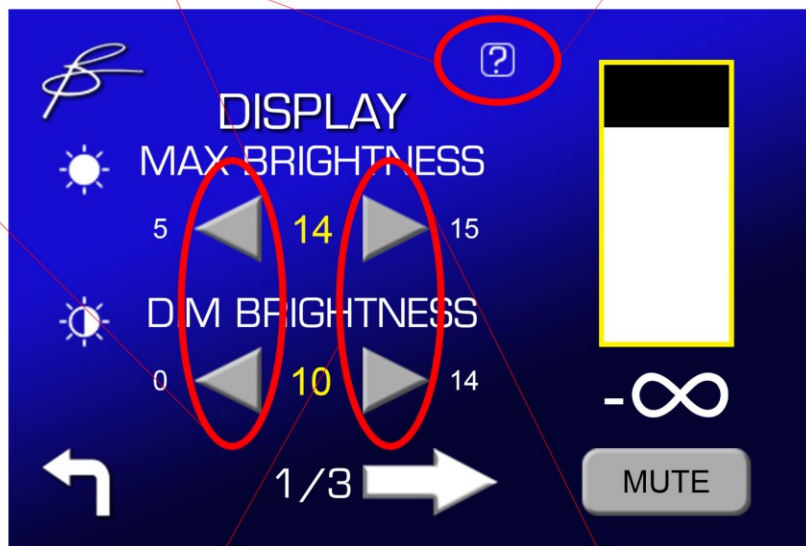 ?
DISPLAY
MAX BRIGHTNESS
5 14 15
DIM BRIGHTNESS
0 10 14
-∞
1/3
MUTE